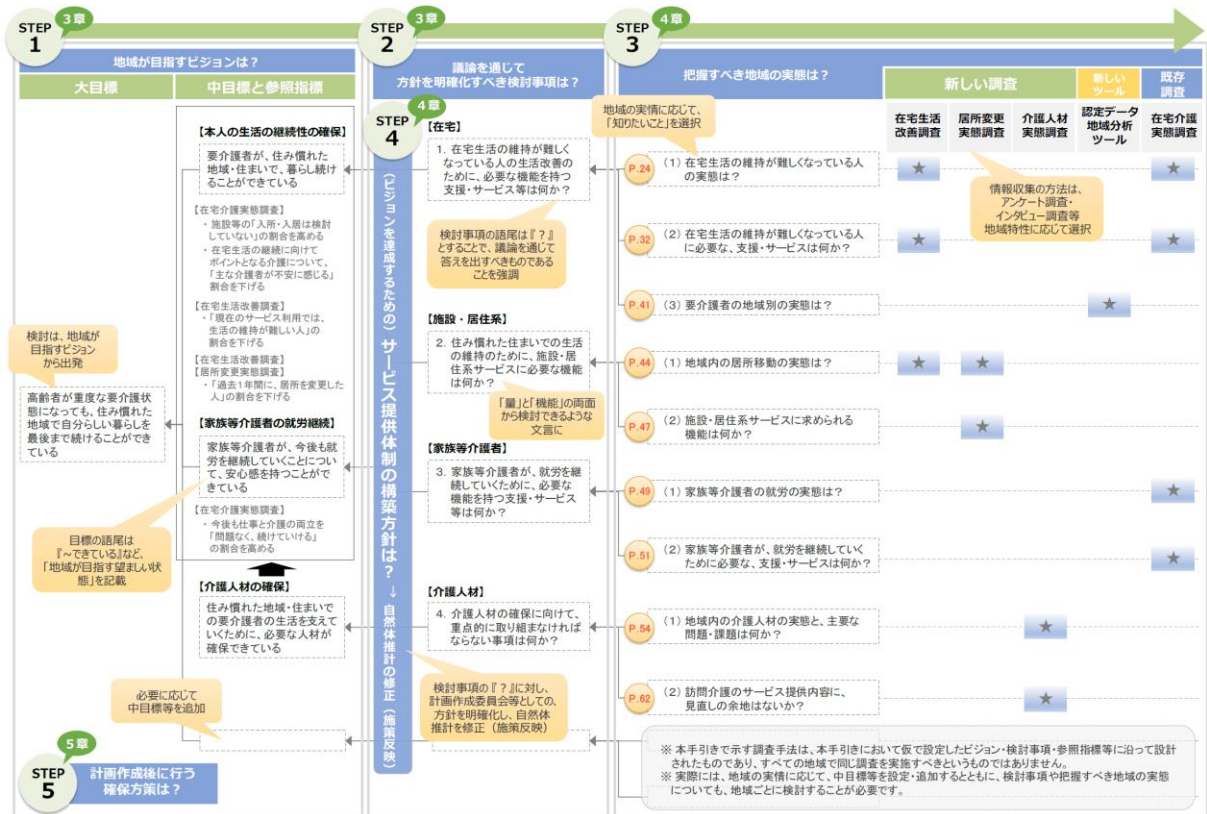 STEP
1
3章
地域が目指すビジョンは？
大目標
中目標と参照指標
【本人の生活の継続性の確保】
要介護者が、住み慣れた
地域・住まいで、暮らし続け
ることができている
【在宅介護実態調査】
・施設等の「入所・入居は検討
していない」の割合を高める
・在宅生活の継続に向けて
ポイントとなる介護について、
「主な介護者が不安に感じる」
割合を下げる
【在宅生活改善調査】
・「現在のサービス利用では、
生活の維持が難しい人」の
割合を下げる
【在宅生活改善調査】
【居所変更実態調査】
・「過去1年間に、居所を変更した
人」の割合を下げる
検討は、地域が
目指すビジョン
から出発
高齢者が重度な要介護状
態になっても、住み慣れた
地域で自分らしい暮らしを
最後まで続けることができ
ている
【家族等介護者の就労継続】
家族等介護者が、今後も就
労を継続していくことについ
て、安心感を持つことがで
きている
【在宅介護実態調査】
・今後も仕事と介護の両立を
「問題なく、続けていける」
の割合を高める
目標の語尾は
『～できている』など、
「地域が目指す望ましい状
態」を記載
【介護人材の確保】
住み慣れた地域・住まいで
の要介護者の生活を支え
ていくために、必要な人材が
確保できている
必要に応じて
中目標等を追加
STEP
5
5章
計画作成後に行う
確保方策は？
STEP
2
3章
議論を通じて
方針を明確化すべき検討事項は？
STEP
4
4章
（ビジョンを達成するための）サービス提供体制の構築方針は？→自然体推計の修正（施策反映）
【在宅】
1. 在宅生活の維持が難しく
なっている人の生活改善の
ために、必要な機能を持つ
支援・サービス等は何か？
検討事項の語尾は『？』
とすることで、議論を通じて
答えを出すべきものである
ことを強調
【施設・居住系】
2. 住み慣れた住まいでの生活
の維持のために、施設・居
住系サービスに必要な機能
は何か？
「量」と「機能」の両面
から検討できるような
文言に
【家族等介護者】
3. 家族等介護者が、就労を継
続していくために、必要な
機能を持つ支援・サービス
等は何か？
【介護人材】
4. 介護人材の確保に向けて、
重点的に取り組まなければ
ならない事項は何か？
検討事項の『？』に対し、
計画作成委員会等としての、
方針を明確化し、自然体
推計を修正（施策反映）
STEP
3
4章
把握すべき地域の実態は？
地域の実情に応じて、
「知りたいこと」を選択
新しい調査
新しい
ツール
既存
調査
在宅生活
改善調査
居所変更
実態調査
介護人材
実態調査
認定データ
地域分析
ツール
在宅介護
実態調査
情報収集の方法は、
アンケート調査・
インタビュー調査等
地域特性に応じて選択
P.24
（1）在宅生活の維持が難しくなっている人
の実態は？
P.32
（2）在宅生活の維持が難しくなっている人
に必要な、支援・サービスは何か？
P.41
（3）要介護者の地域別の実態は？
P.44
（1）地域内の居所移動の実態は？
P.47
（2）施設・居住系サービスに求められる
機能は何か？
P.49
（1）家族等介護者の就労の実態は？
P.51
（2）家族等介護者が、就労を継続していく
ために必要な、支援・サービスは何か？
P.54
（1）地域内の介護人材の実態と、主要な
問題・課題は何か？
P.62
（2）訪問介護のサービス提供内容に、
見直しの余地はないか？
※ 本手引きで示す調査手法は、本手引きにおいて仮で設定したビジョン・検討事項・参照指標等に沿って設計
されたものであり、すべての地域で同じ調査を実施すべきというものではありません。
※ 実際には、地域の実情に応じて、中目標等を設定・追加するとともに、検討事項や把握すべき地域の実態
についても、地域ごとに検討することが必要です。